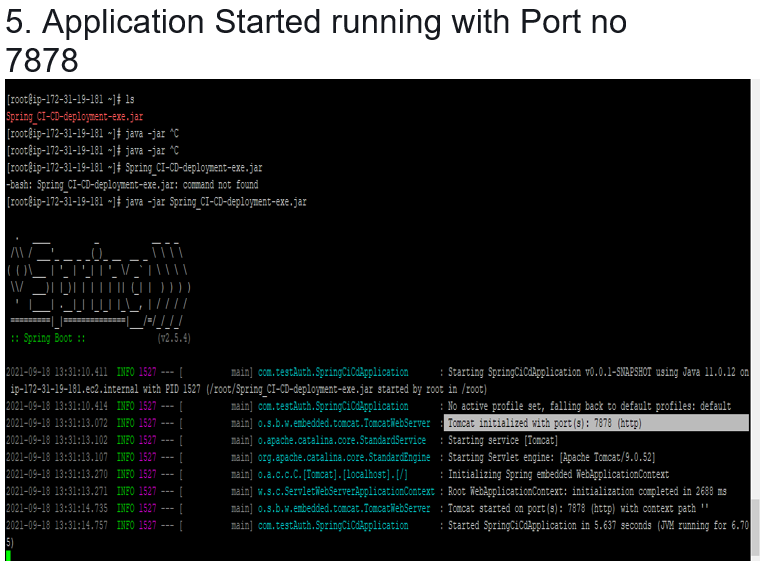 5. Application Started running with Port no
7878
[root@ip-172-31-19-181 ~]# ls
Spring_CI-CD-deployment-exe.jar
[root@ip-172-31-19-181 ~]# java -jar ^C
[root@ip-172-31-19-181 ~]# java -jar ^C
[root@ip-172-31-19-181 ~]# Spring_CI-CD-deployment-exe.jar
-bash: Spring_CI-CD-deployment-exe.jar: command not found
[root@ip-172-31-19-181 ~]# java -jar Spring_CI-CD-deployment-exe.jar
:: Spring Boot :: (v2.5.4)
2021-09-18 13:31:10.411 INFO 1527 --- [ main] com.testAuth.SpringCiCdApplication : Starting SpringCiCdApplication v0.0.1-SNAPSHOT using Java 11.0.12 on
ip-172-31-19-181.ec2.internal with PID 1527 (/root/Spring_CI-CD-deployment-exe.jar started by root in /root)
2021-09-18 13:31:10.414 INFO 1527 --- [ main] com.testAuth.SpringCiCdApplication : No active profile set, falling back to default profiles: default
2021-09-18 13:31:13.072 INFO 1527 --- [ main] o.s.b.w.embedded.tomcat.TomcatWebServer : Tomcat initialized with port(s): 7878 (http)
2021-09-18 13:31:13.102 INFO 1527 --- [ main] o.apache.catalina.core.StandardService : Starting service [Tomcat]
2021-09-18 13:31:13.107 INFO 1527 --- [ main] org.apache.catalina.core.StandardEngine : Starting Servlet engine: [Apache Tomcat/9.0.52]
2021-09-18 13:31:13.270 INFO 1527 --- [ main] o.a.c.c.C.[Tomcat].[localhost].[/] : Initializing Spring embedded WebApplicationContext
2021-09-18 13:31:13.271 INFO 1527 --- [ main] w.s.c.ServletWebServerApplicationContext : Root WebApplicationContext: initialization completed in 2688 ms
2021-09-18 13:31:14.735 INFO 1527 --- [ main] o.s.b.w.embedded.tomcat.TomcatWebServer : Tomcat started on port(s): 7878 (http) with context path ''
2021-09-18 13:31:14.757 INFO 1527 --- [ main] com.testAuth.SpringCiCdApplication : Started SpringCiCdApplication in 5.637 seconds (JVM running for 6.70
5)